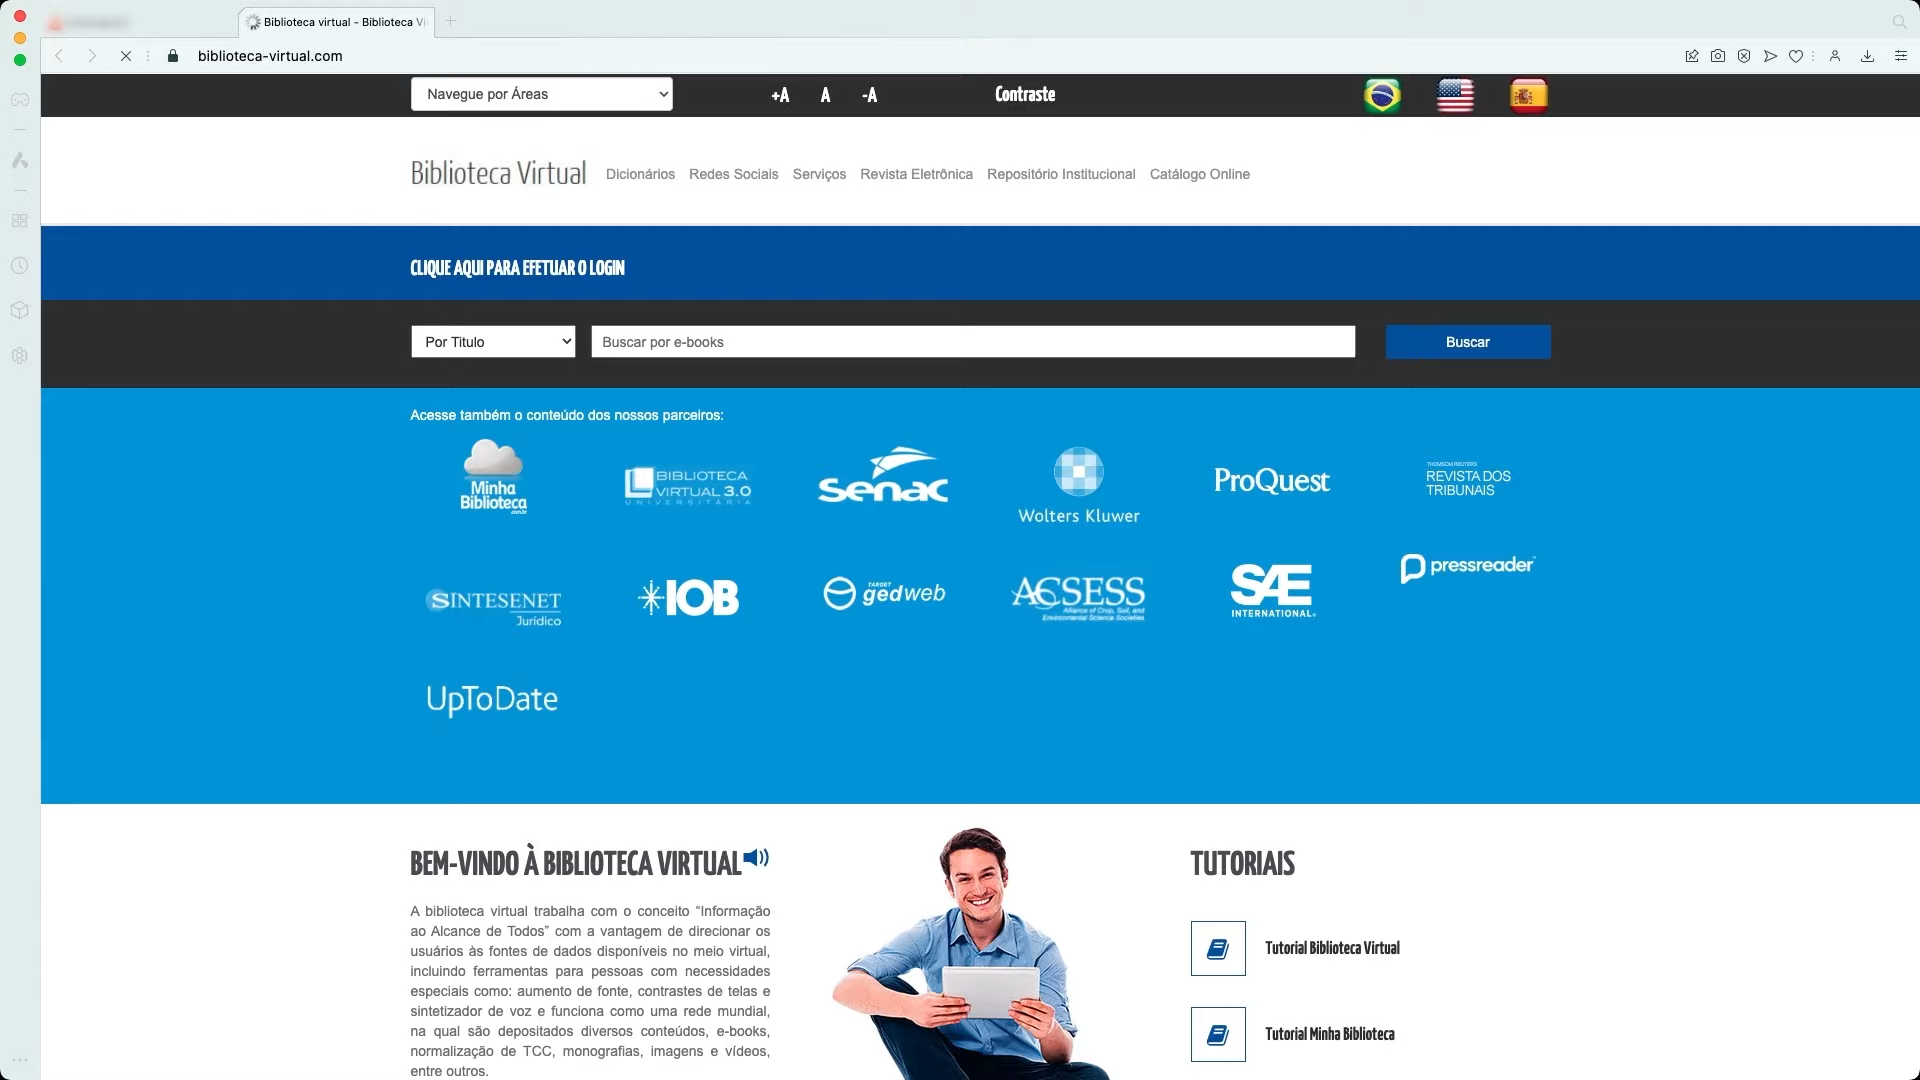 Biblioteca virtual - Biblioteca Vi
biblioteca-virtual.com
Navegue por Áreas
+A A -A
Contraste
Biblioteca Virtual
Dicionários Redes Sociais Serviços Revista Eletrônica Repositório Institucional Catálogo Online
CLIQUE AQUI PARA EFETUAR O LOGIN
Por Titulo
Buscar por e-books
Buscar
Acesse também o conteúdo dos nossos parceiros:
Minha
Biblioteca
.com.br
BIBLIOTECA
VIRTUAL 3.0
UNIVERSITÁRIA
senac
Wolters Kluwer
ProQuest
THOMSON REUTERS
REVISTA DOS
TRIBUNAIS
SINTESENET
Jurídico
IOB
TARGET
gedweb
ACSESS
Alliance of Crop, Soil, and
Environmental Science Societies
SAE
INTERNATIONAL
pressreader
UpToDate
BEM-VINDO À BIBLIOTECA VIRTUAL
A biblioteca virtual trabalha com o conceito “Informação
ao Alcance de Todos” com a vantagem de direcionar os
usuários às fontes de dados disponíveis no meio virtual,
incluindo ferramentas para pessoas com necessidades
especiais como: aumento de fonte, contrastes de telas e
sintetizador de voz e funciona como uma rede mundial,
na qual são depositados diversos conteúdos, e-books,
normalização de TCC, monografias, imagens e vídeos,
entre outros.
TUTORIAIS
Tutorial Biblioteca Virtual
Tutorial Minha Biblioteca